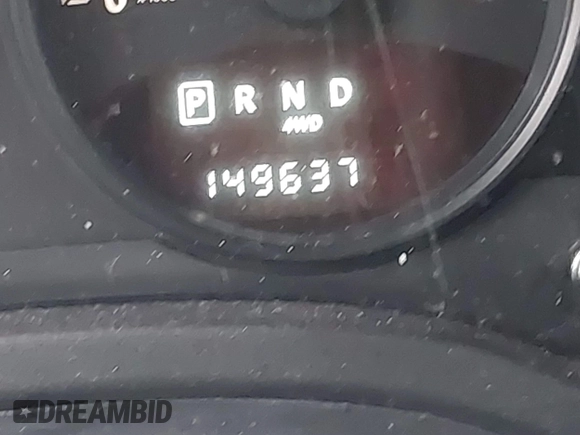 P R N D
4WD
149637
DREAMBID